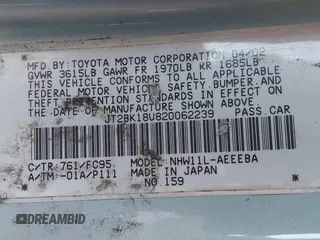 MFD.BY: TOYOTA MOTOR CORPORATION 04/02
GVWR 3615LB GAWR FR 1970LB RR 1685LB
THIS VEHICLE CONFORMS TO ALL APPLICABLE
FEDERAL MOTOR VEHICLE SAFETY, BUMPER,
AND THEFT PREVENTION STANDARDS IN EFFECT ON
THE DATE OF MANUFACTURE SHOWN ABOVE.
JT2BK18U820062239 PASS.CAR
C/TR: 761/FC95 MODEL: NHW11L-AEEEBA
A/TM: -01A/P111 MADE IN JAPAN
NO.159
DREAMBID